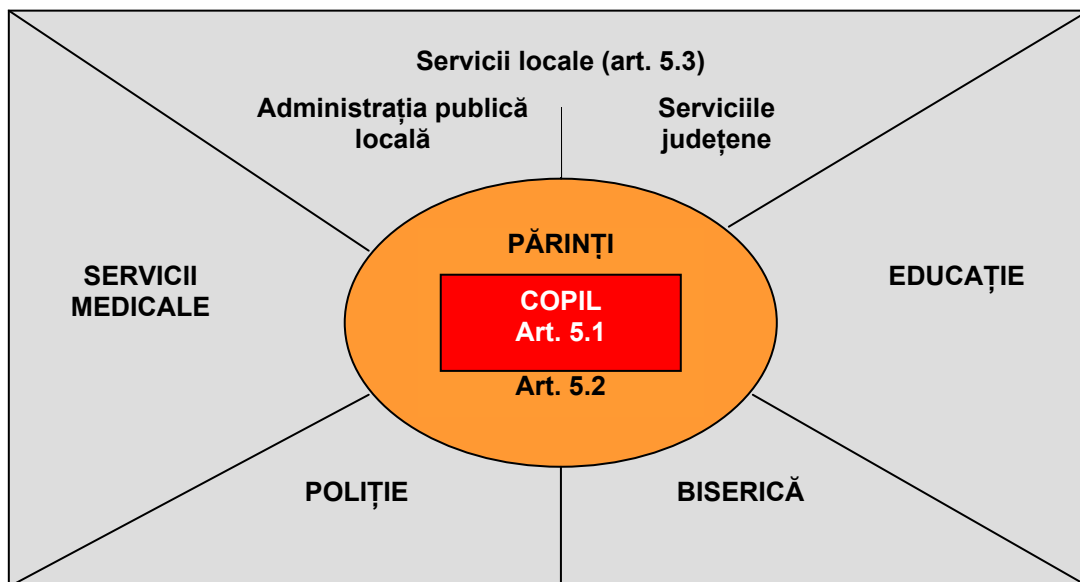 Servicii locale (art. 5.3)
Administrația publică
locală
Serviciile
județene
PĂRINȚI
SERVICII
MEDICALE
COPIL
Art. 5.1
EDUCAȚIE
Art. 5.2
POLIȚIE
BISERICĂ